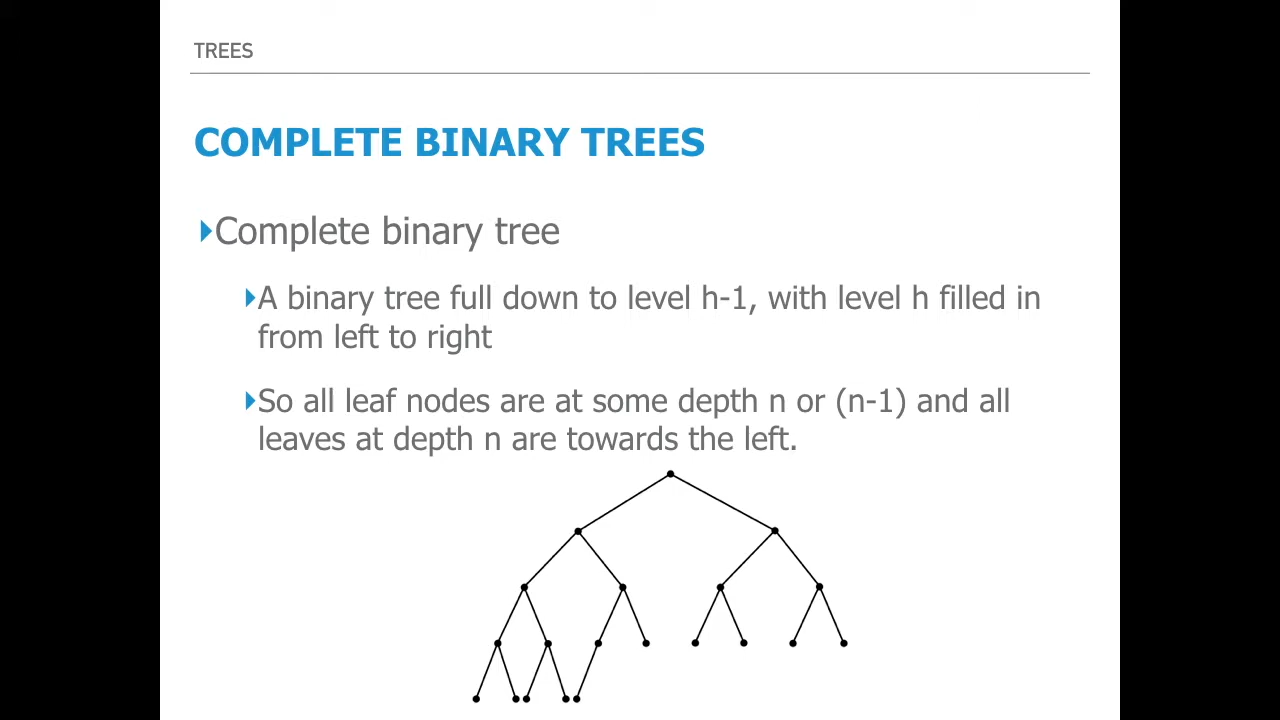 TREES
COMPLETE BINARY TREES
Complete binary tree
A binary tree full down to level h-1, with level h filled in
from left to right
So all leaf nodes are at some depth n or (n-1) and all
leaves at depth n are towards the left.